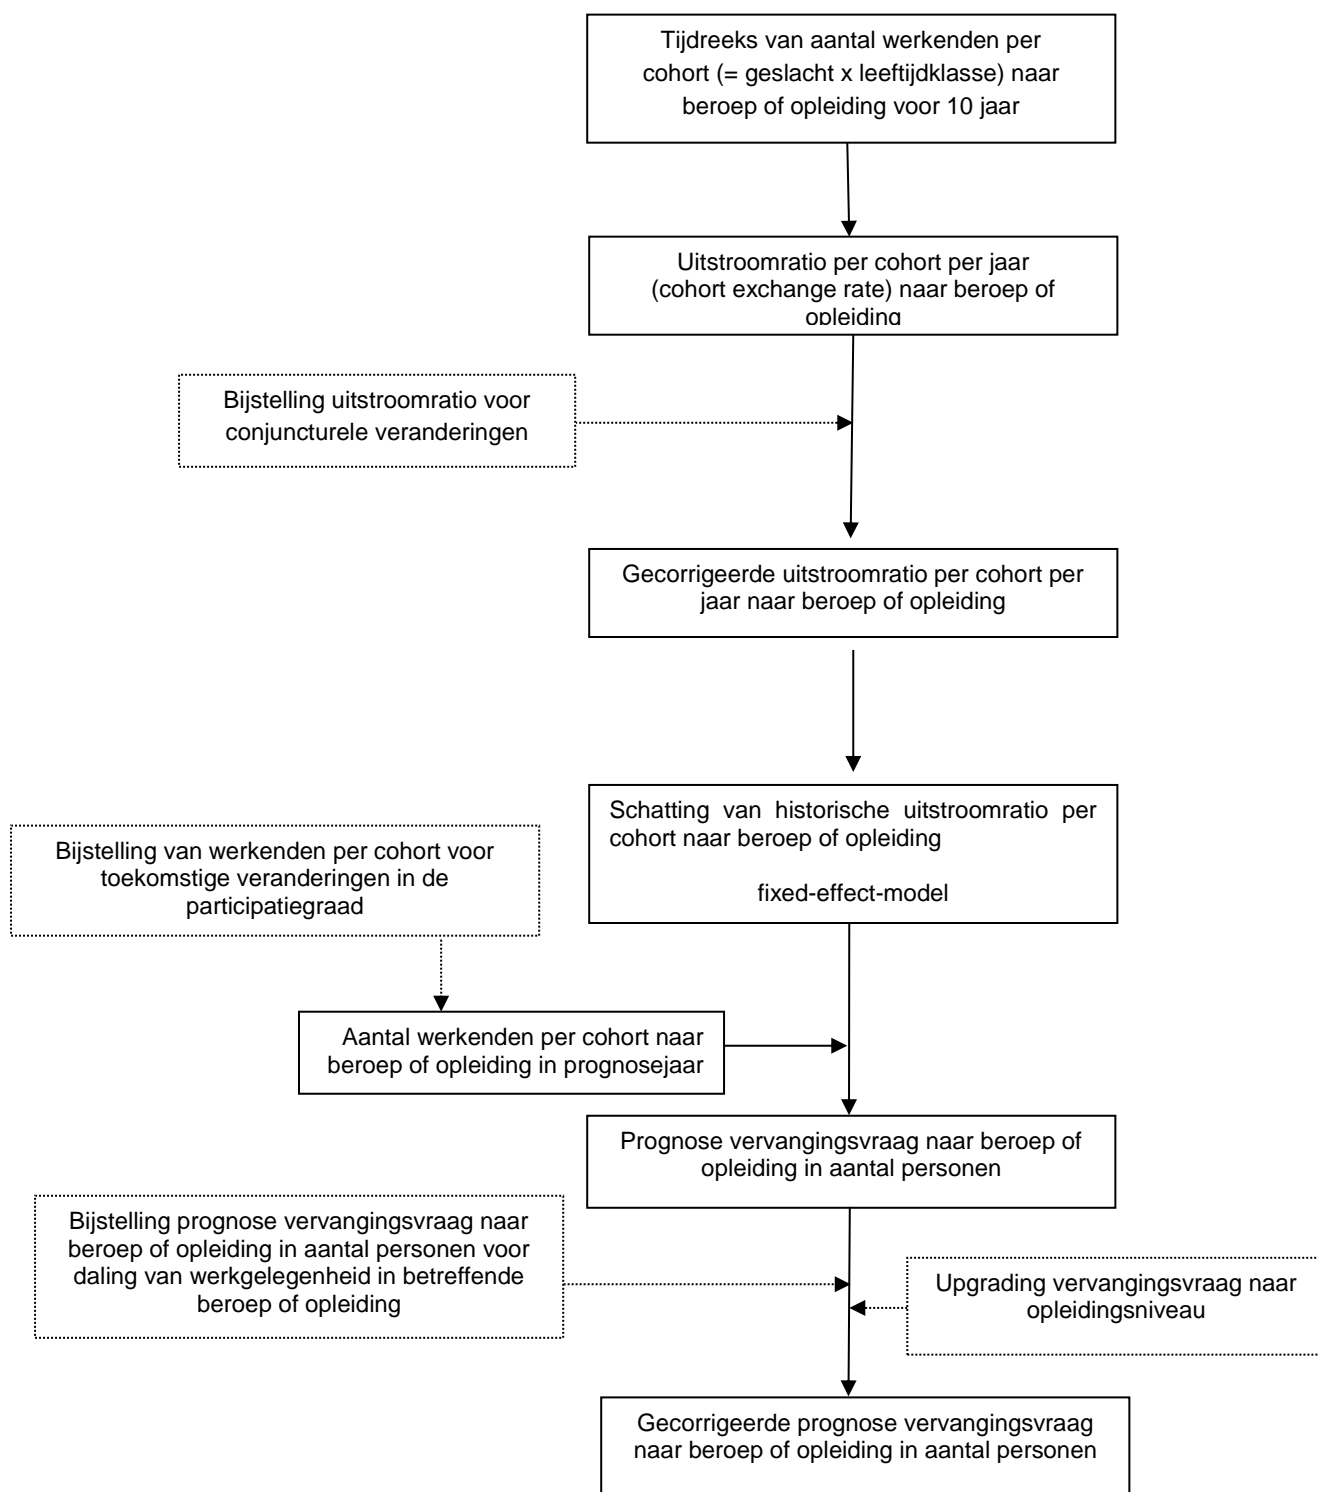 Tijdreeks van aantal werkenden per
cohort (= geslacht x leeftijdklasse) naar
beroep of opleiding voor 10 jaar
Uitstroomratio per cohort per jaar
(cohort exchange rate) naar beroep of
opleiding
Bijstelling uitstroomratio voor
conjuncturele veranderingen
Gecorrigeerde uitstroomratio per cohort per
jaar naar beroep of opleiding
Schatting van historische uitstroomratio per
cohort naar beroep of opleiding
fixed-effect-model
Bijstelling van werkenden per cohort voor
toekomstige veranderingen in de
participatiegraad
Aantal werkenden per cohort naar
beroep of opleiding in prognosejaar
Prognose vervangingsvraag naar beroep of
opleiding in aantal personen
Bijstelling prognose vervangingsvraag naar
beroep of opleiding in aantal personen voor
daling van werkgelegenheid in betreffende
beroep of opleiding
Upgrading vervangingsvraag naar
opleidingsniveau
Gecorrigeerde prognose vervangingsvraag
naar beroep of opleiding in aantal personen